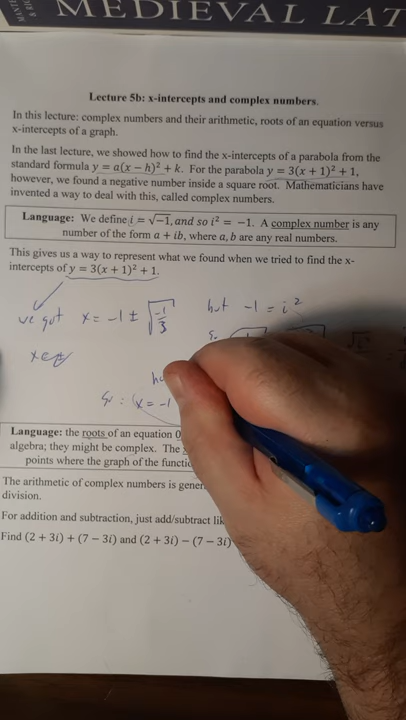 MEDIEVAL LAT
Lecture 5b: x-intercepts and complex numbers.
In this lecture: complex numbers and their arithmetic, roots of an equation versus
x-intercepts of a graph.
In the last lecture, we showed how to find the x-intercepts of a parabola from the
standard formula y = a(x − h)² + k. For the parabola y = 3(x + 1)² + 1,
however, we found a negative number inside a square root. Mathematicians have
invented a way to deal with this, called complex numbers.
Language: We define i = √−1, and so i² = −1. A complex number is any
number of the form a + ib, where a, b are any real numbers.
This gives us a way to represent what we found when we tried to find the x-
intercepts of y = 3(x + 1)² + 1.
we got x = -1 ± √-1/3 but -1 = i²
x = -1
Language: the roots of an equation 0
algebra; they might be complex. The
points where the graph of the functio
The arithmetic of complex numbers is gener
division.
For addition and subtraction, just add/subtract lik
Find (2 + 3i) + (7 − 3i) and (2 + 3i) − (7 − 3i)